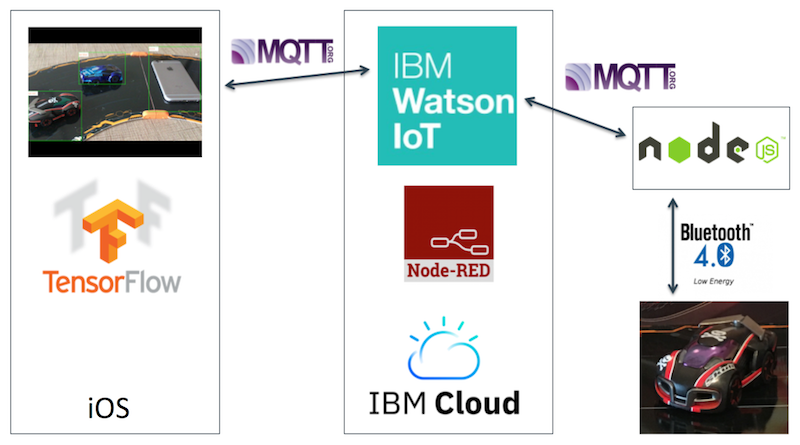 TensorFlow
iOS
MQTT.ORG
IBM
Watson
IoT
Node-RED
IBM Cloud
MQTT.ORG
node
JS
™
Bluetooth™
4.0
Low Energy